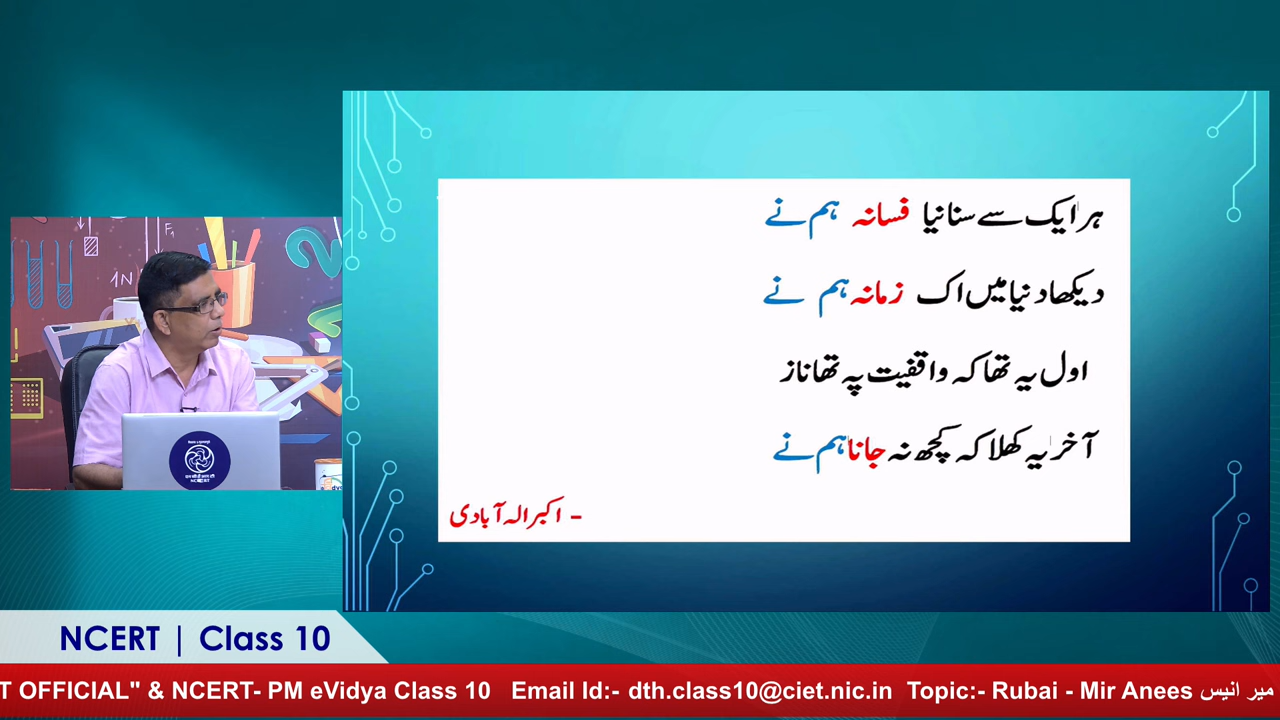 ہر ایک سے سنا نیا فسانہ ہم نے
دیکھا دنیا میں اک زمانہ ہم نے
اول یہ تھا کہ واقفیت پہ تھا ناز
آخر یہ کھلا کہ کچھ نہ جانا ہم نے
- اکبر الہ آبادی
F₁
1N
NCERT
NCERT | Class 10
T OFFICIAL" & NCERT- PM eVidya Class 10 Email Id:- dth.class10@ciet.nic.in Topic:- Rubai - Mir Anees میر انیس